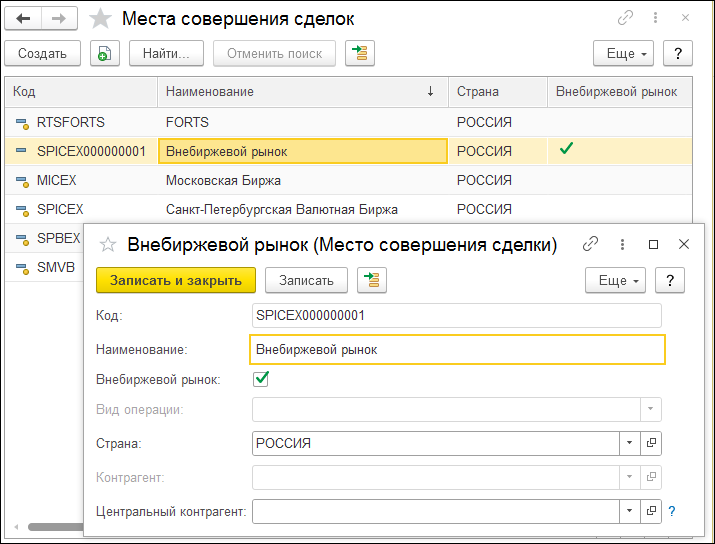 Места совершения сделок
Создать Найти... Отменить поиск Еще ?
Код Наименование ↓ Страна Внебиржевой рынок
RTSFORTS FORTS РОССИЯ
SPICEX000000001 Внебиржевой рынок РОССИЯ
MICEX Московская Биржа РОССИЯ
SPICEX Санкт-Петербургская Валютная Биржа РОССИЯ
SPBEX
SMVB
Внебиржевой рынок (Место совершения сделки)
Записать и закрыть Записать Еще ?
Код: SPICEX000000001
Наименование: Внебиржевой рынок
Внебиржевой рынок:
Вид операции:
Страна: РОССИЯ
Контрагент:
Центральный контрагент: ?